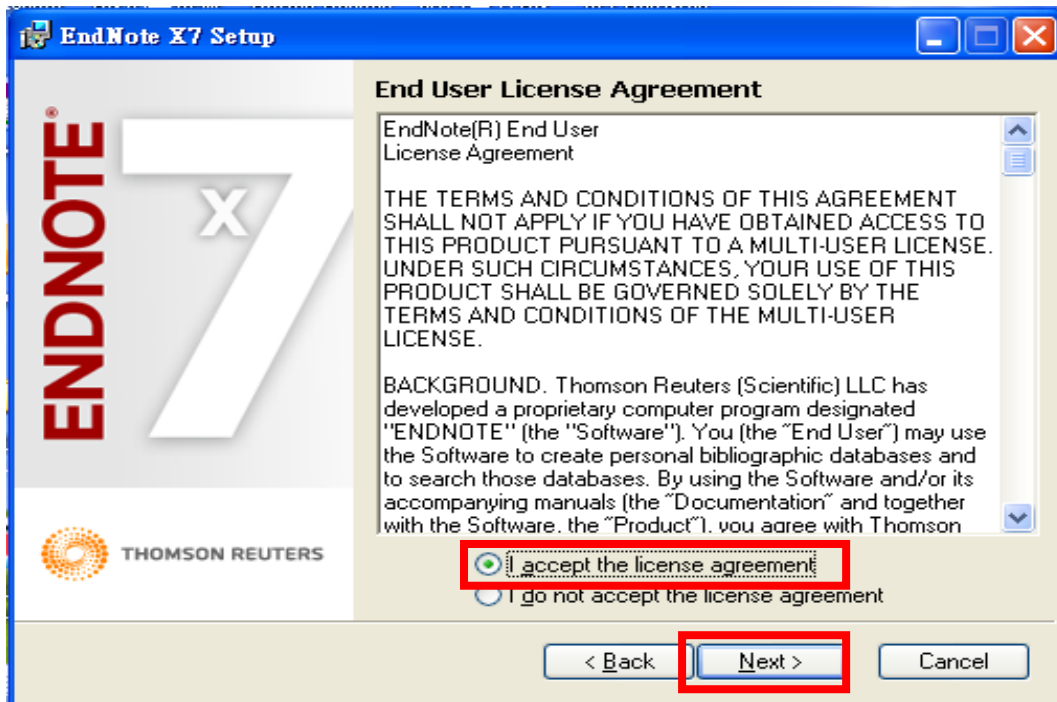 EndNote X7 Setup
ENDNOTE®
X7
THOMSON REUTERS
End User License Agreement
EndNote(R) End User
License Agreement
THE TERMS AND CONDITIONS OF THIS AGREEMENT
SHALL NOT APPLY IF YOU HAVE OBTAINED ACCESS TO
THIS PRODUCT PURSUANT TO A MULTI-USER LICENSE.
UNDER SUCH CIRCUMSTANCES, YOUR USE OF THIS
PRODUCT SHALL BE GOVERNED SOLELY BY THE
TERMS AND CONDITIONS OF THE MULTI-USER
LICENSE.
BACKGROUND. Thomson Reuters (Scientific) LLC has
developed a proprietary computer program designated
"ENDNOTE" (the "Software"). You (the "End User") may use
the Software to create personal bibliographic databases and
to search those databases. By using the Software and/or its
accompanying manuals (the "Documentation" and together
with the Software, the "Product"), you agree with Thomson
I accept the license agreement
I do not accept the license agreement
< Back
Next >
Cancel